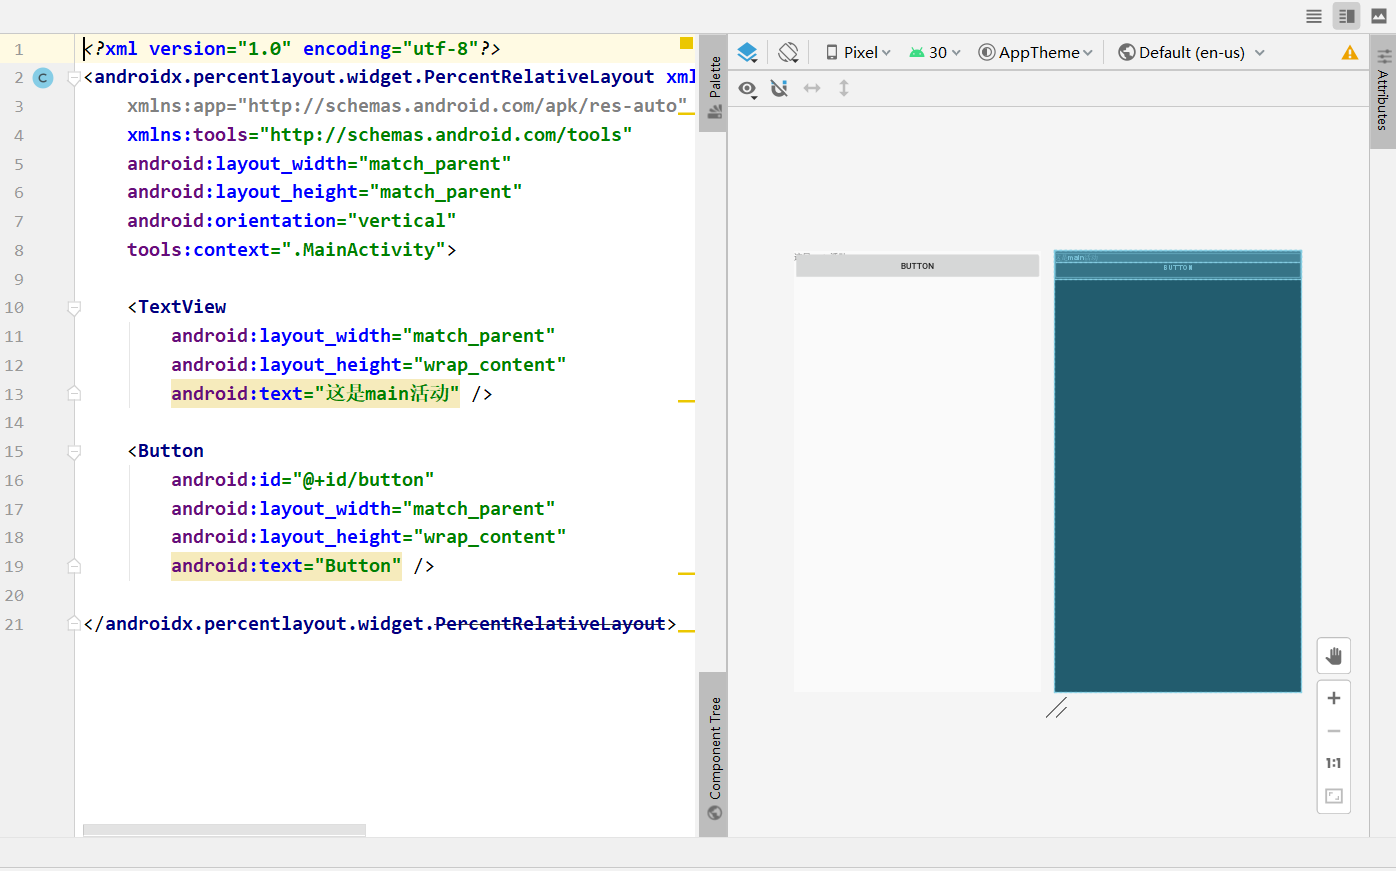 1 <?xml version="1.0" encoding="utf-8"?>
2 C <androidx.percentlayout.widget.PercentRelativeLayout xml
3 xmlns:app="http://schemas.android.com/apk/res-auto"
4 xmlns:tools="http://schemas.android.com/tools"
5 android:layout_width="match_parent"
6 android:layout_height="match_parent"
7 android:orientation="vertical"
8 tools:context=".MainActivity">
9
10 <TextView
11 android:layout_width="match_parent"
12 android:layout_height="wrap_content"
13 android:text="这是main活动" />
14
15 <Button
16 android:id="@+id/button"
17 android:layout_width="match_parent"
18 android:layout_height="wrap_content"
19 android:text="Button" />
20
21 </androidx.percentlayout.widget.PercentRelativeLayout>
Palette
Component Tree
Pixel 30 AppTheme Default (en-us)
BUTTON
main
BUTTON
1:1
Attributes